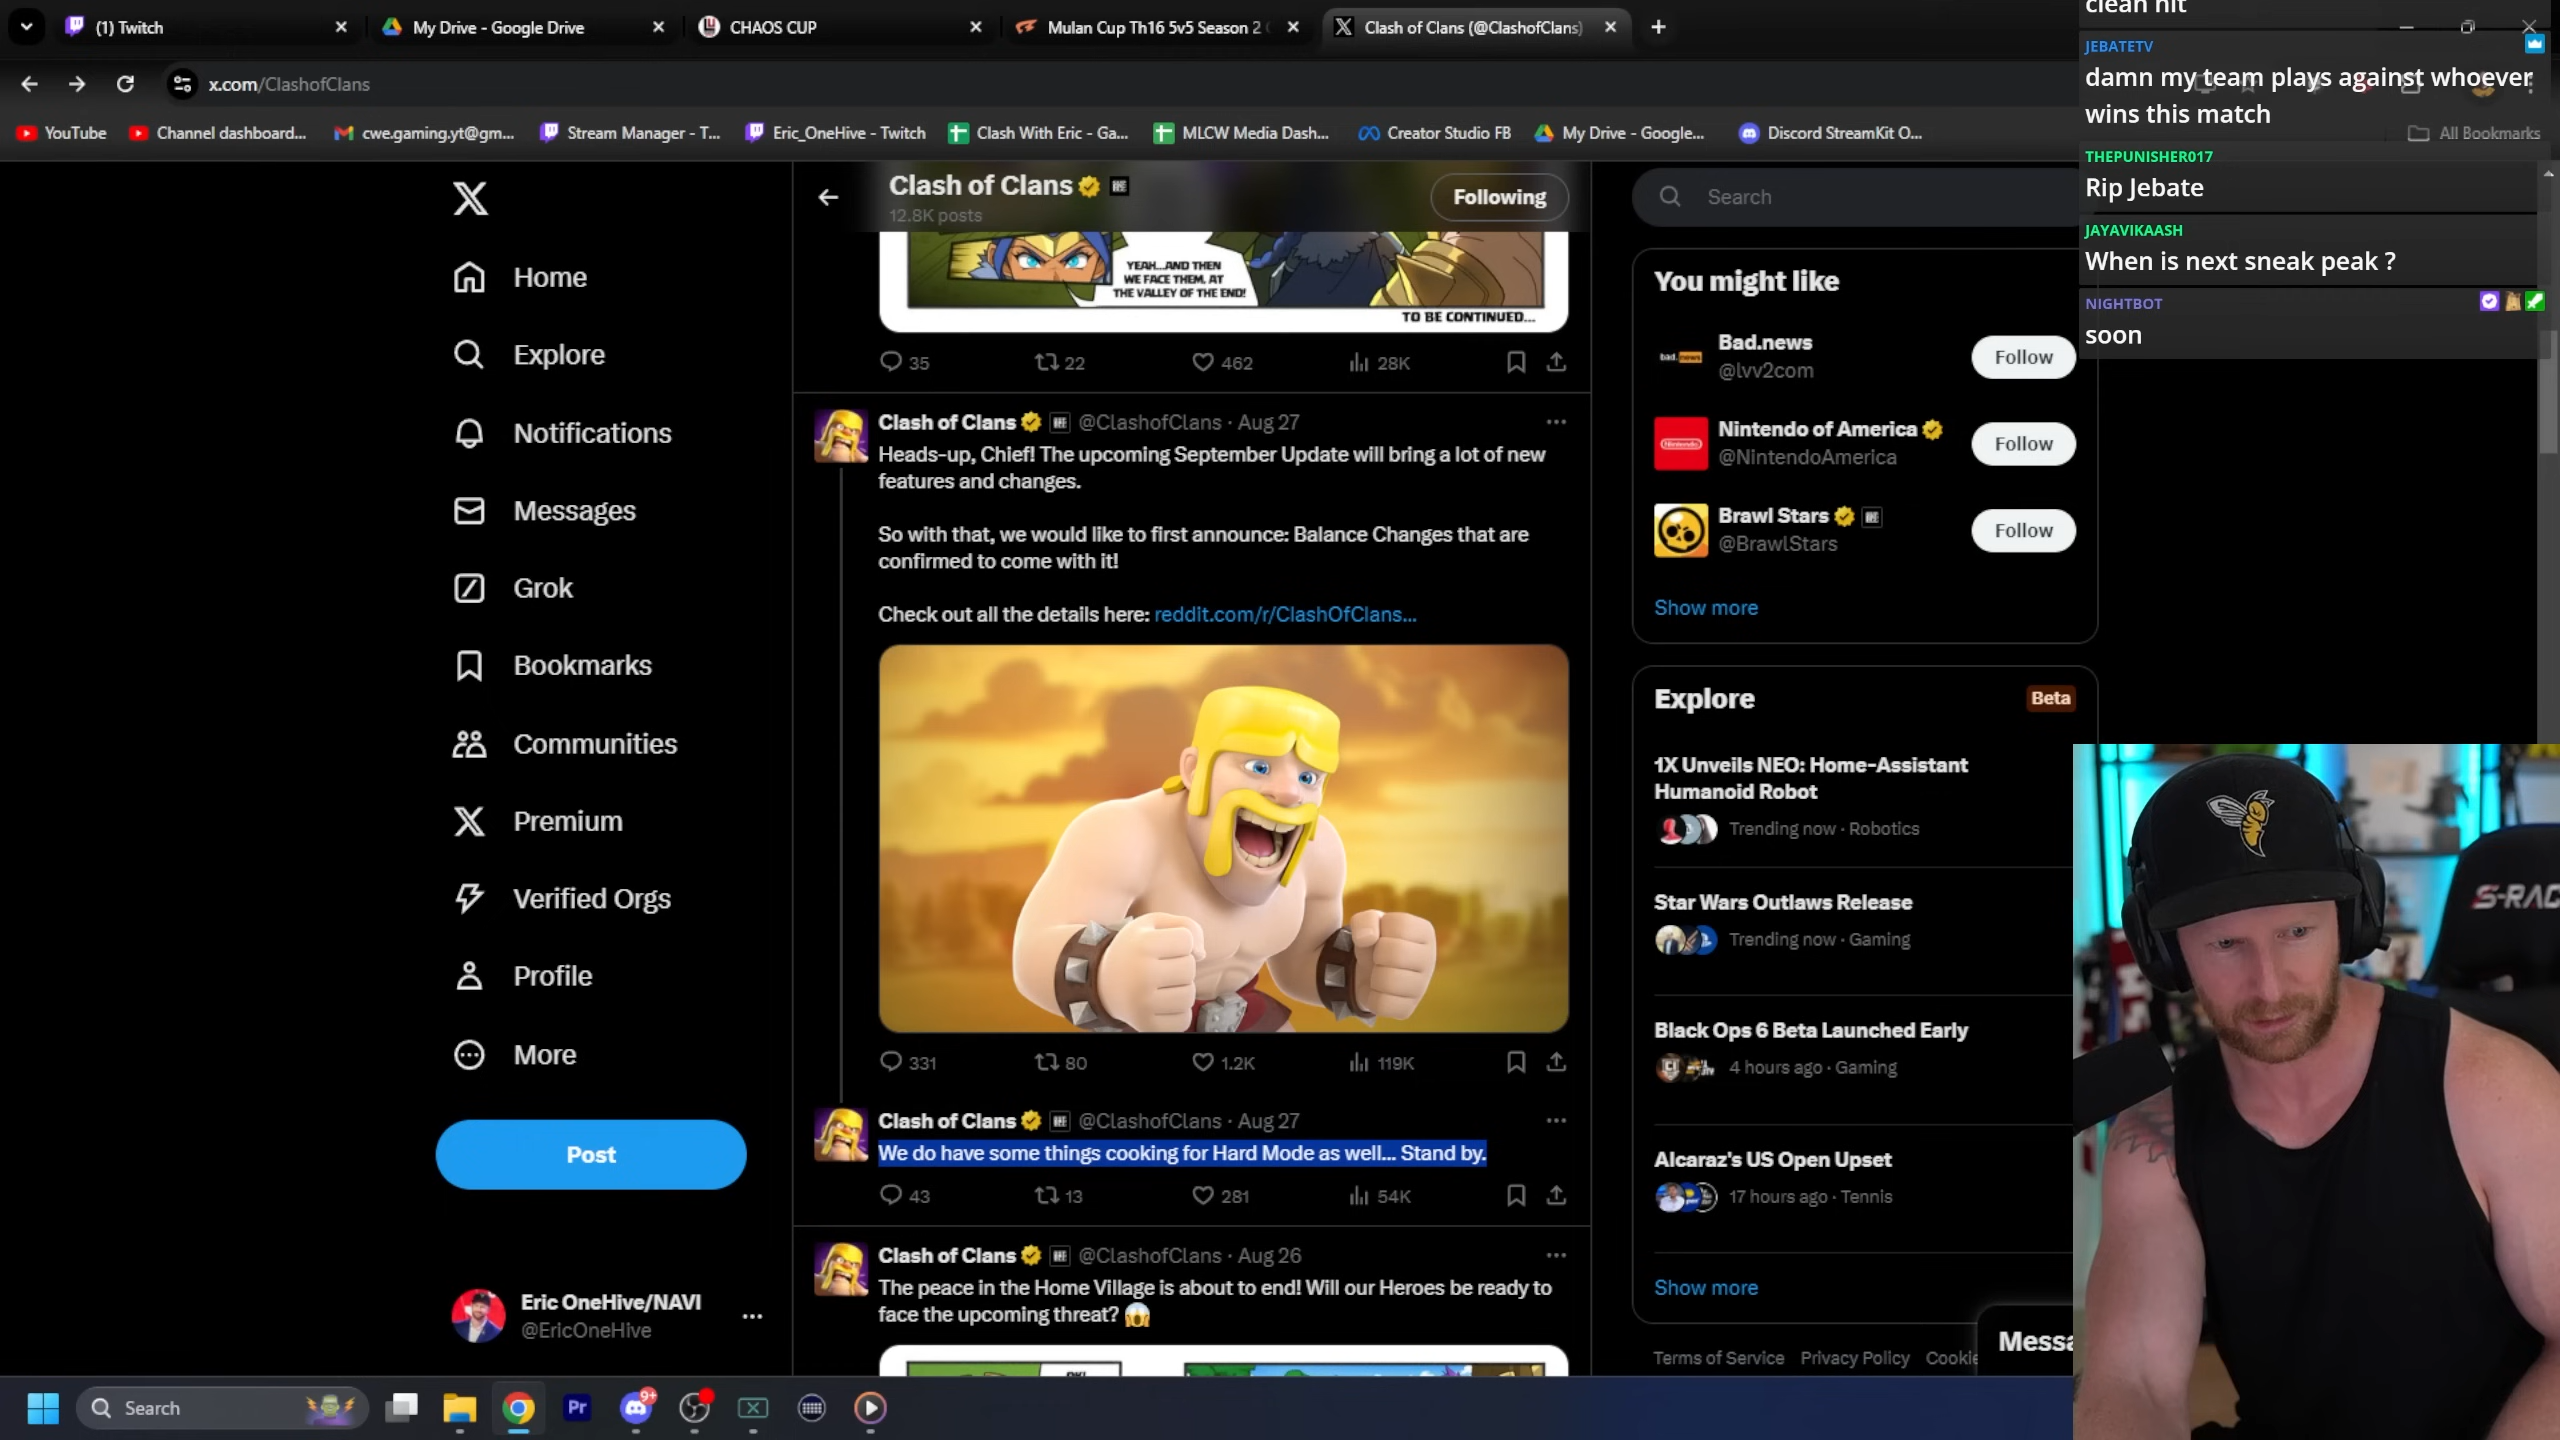 (1) Twitch
My Drive - Google Drive
CHAOS CUP
Mulan Cup Th16 5v5 Season 2
Clash of Clans (@ClashofClans)
x.com/ClashofClans
YouTube
Channel dashboard...
cwe.gaming.yt@gm...
Stream Manager - T...
Eric_OneHive - Twitch
Clash With Eric - Ga...
MLCW Media Dash...
Creator Studio FB
My Drive - Google...
Discord StreamKit O...
All Bookmarks
clean hit
JEBATETV
damn my team plays against whoever
wins this match
THEPUNISHER017
Rip Jebate
JAYAVIKAASH
When is next sneak peak ?
NIGHTBOT
soon
Home
Explore
Notifications
Messages
Grok
Bookmarks
Communities
Premium
Verified Orgs
Profile
More
Post
Eric OneHive/NAVI
@EricOneHive
Clash of Clans
12.8K posts
Following
YEAH...AND THEN
WE FACE THEM, AT
THE VALLEY OF THE END!
TO BE CONTINUED...
35 22 462 28K
Clash of Clans @ClashofClans · Aug 27
Heads-up, Chief! The upcoming September Update will bring a lot of new
features and changes.
So with that, we would like to first announce: Balance Changes that are
confirmed to come with it!
Check out all the details here: reddit.com/r/ClashOfClans...
331 80 1.2K 119K
Clash of Clans @ClashofClans · Aug 27
We do have some things cooking for Hard Mode as well... Stand by.
43 13 281 54K
Clash of Clans @ClashofClans · Aug 26
The peace in the Home Village is about to end! Will our Heroes be ready to
face the upcoming threat?
Search
You might like
Bad.news
@lvv2com
Follow
Nintendo of America
@NintendoAmerica
Follow
Brawl Stars
@BrawlStars
Follow
Show more
Explore
Beta
1X Unveils NEO: Home-Assistant
Humanoid Robot
Trending now · Robotics
Star Wars Outlaws Release
Trending now · Gaming
Black Ops 6 Beta Launched Early
4 hours ago · Gaming
Alcaraz's US Open Upset
17 hours ago · Tennis
Show more
Terms of Service Privacy Policy Cookie
Messa
S-RAC
Search
Pr
9+